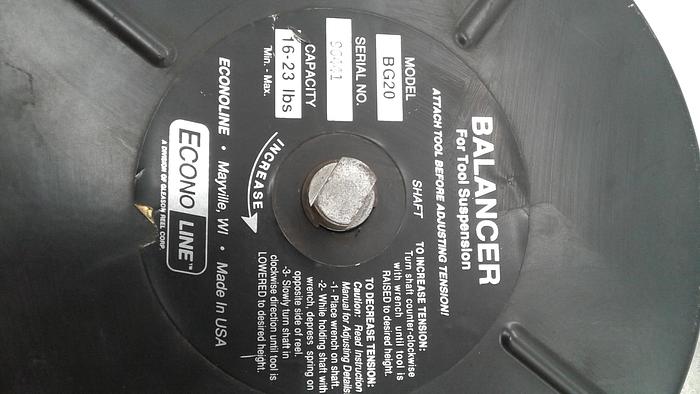 BALANCER
For Tool Suspension
ATTACH TOOL BEFORE ADJUSTING TENSION!
MODEL
BG20
SERIAL NO.
CAPACITY
16-23 lbs
Min. - Max.
SHAFT
INCREASE
TO INCREASE TENSION:
Turn shaft counter-clockwise
with wrench until tool is
RAISED to desired height.
TO DECREASE TENSION:
Caution: Read Instruction
Manual for Adjusting Details
-1- Place wrench on shaft.
-2- While holding shaft with
wrench, depress spring on
opposite side of reel.
-3- Slowly turn shaft in
clockwise direction until tool is
LOWERED to desired height.
ECONOLINE • Mayville, WI • Made In USA
ECONO LINE™
A DIVISION OF GLEASON REEL CORP.